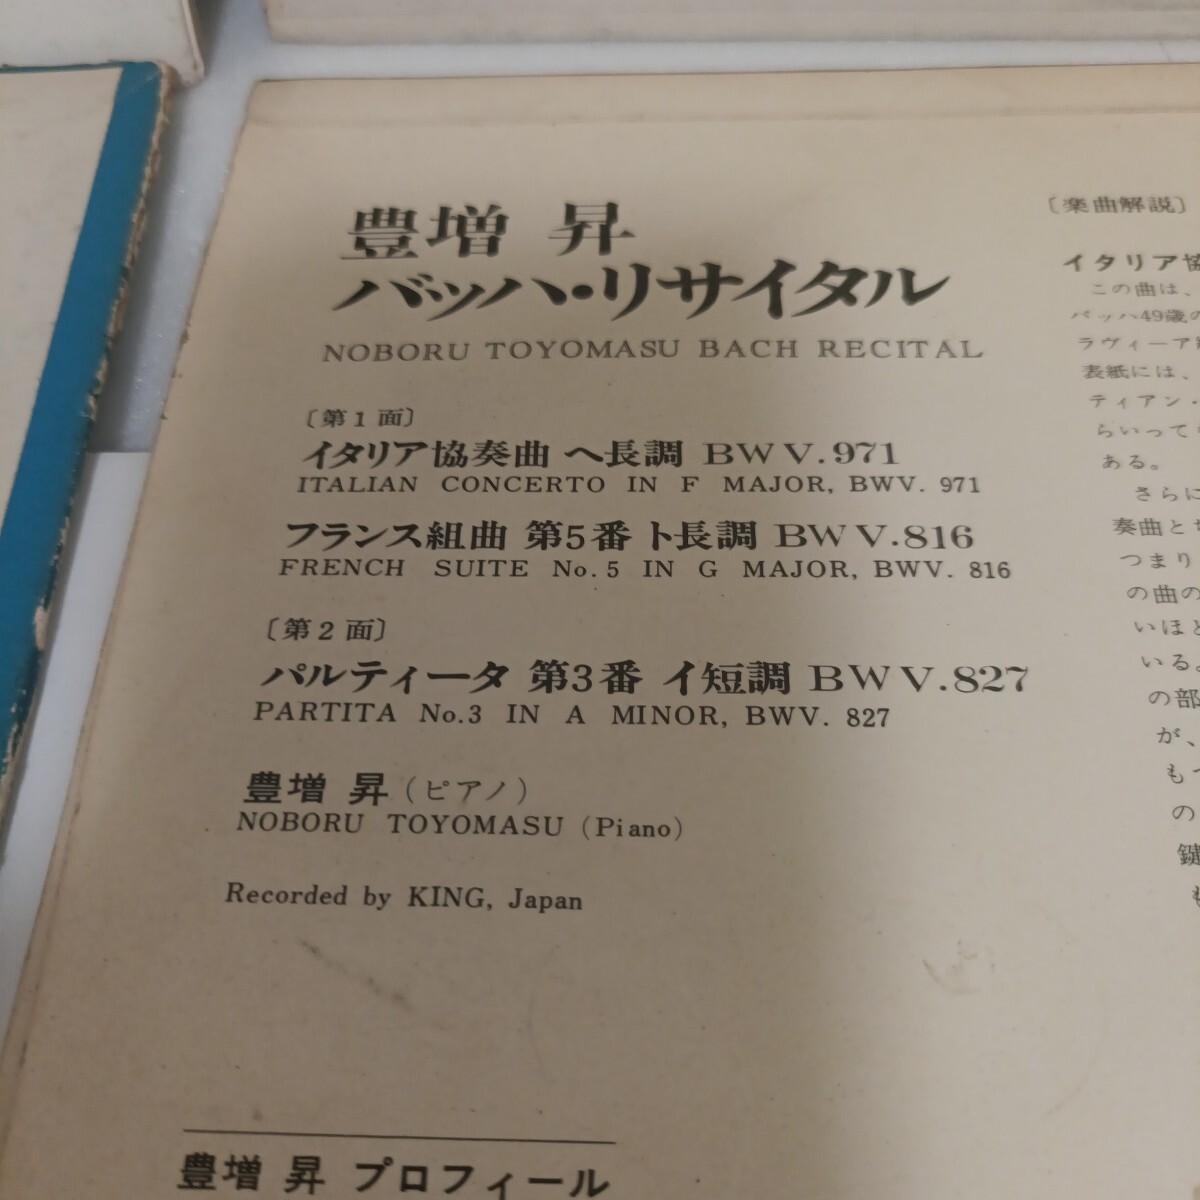 豊増 昇
バッハ・リサイタル
NOBORU TOYOMASU BACH RECITAL
〔第1面〕
イタリア協奏曲 ヘ長調 BWV.971
ITALIAN CONCERTO IN F MAJOR, BWV. 971
フランス組曲 第5番 ト長調 BWV.816
FRENCH SUITE No. 5 IN G MAJOR, BWV. 816
〔第2面〕
パルティータ 第3番 イ短調 BWV.827
PARTITA No.3 IN A MINOR, BWV. 827
豊増 昇(ピアノ)
NOBORU TOYOMASU (Piano)
Recorded by KING, Japan
豊増 昇 プロフィール
〔楽曲解説〕
イタリア協
この曲は、
バッハ49歳の
ラヴィーア
表紙には、
ティアン・
らいって
ある。
さらに
奏曲と
つまり
の曲の
いほど
いる。
の部
が、
もつ
の
鍵
も